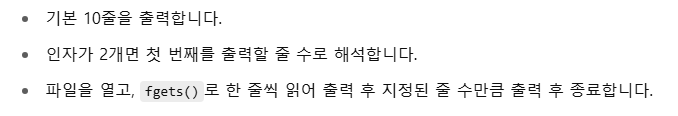 • 기본 10줄을 출력합니다.
• 인자가 2개면 첫 번째를 출력할 줄 수로 해석합니다.
• 파일을 열고, fgets()로 한 줄씩 읽어 출력 후 지정된 줄 수만큼 출력 후 종료합니다.